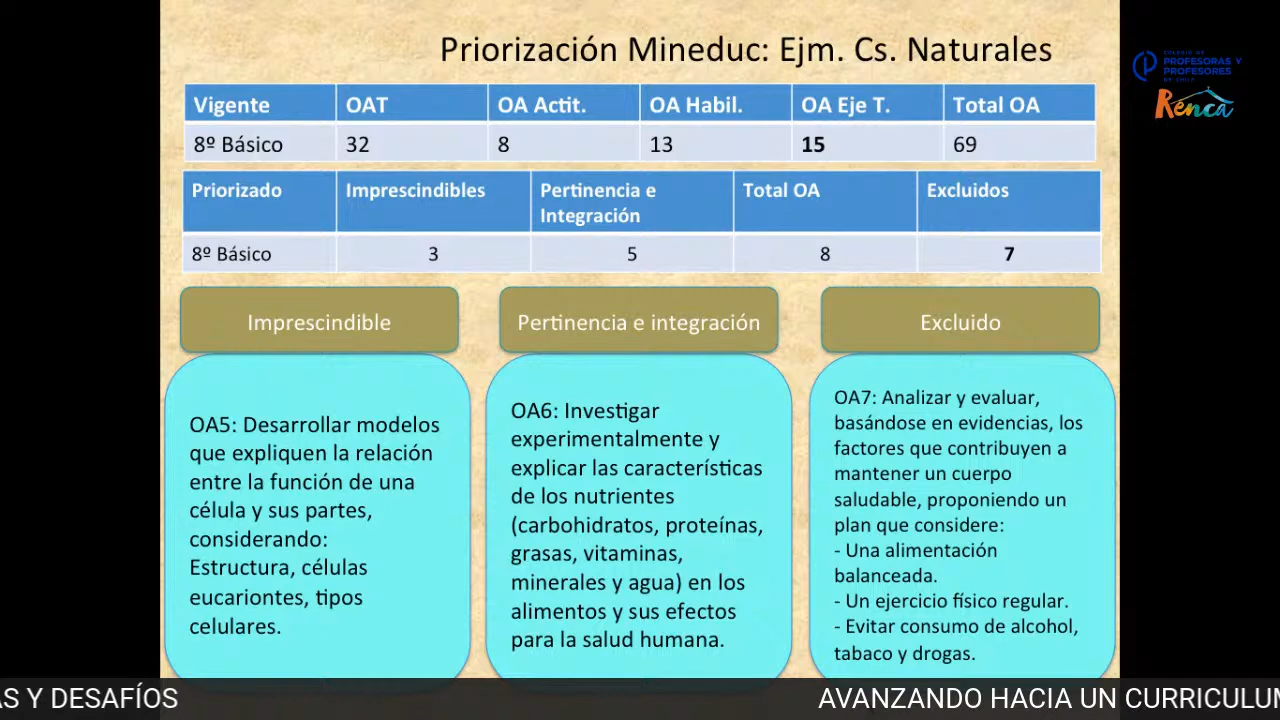 Priorización Mineduc: Ejm. Cs. Naturales
COLEGIO DE
PROFESORAS Y
PROFESORES
DE CHILE
Renca
Vigente OAT OA Actit. OA Habil. OA Eje T. Total OA
8º Básico 32 8 13 15 69
Priorizado Imprescindibles Pertinencia e Integración Total OA Excluidos
8º Básico 3 5 8 7
Imprescindible
OA5: Desarrollar modelos
que expliquen la relación
entre la función de una
célula y sus partes,
considerando:
Estructura, células
eucariontes, tipos
celulares.
Pertinencia e integración
OA6: Investigar
experimentalmente y
explicar las características
de los nutrientes
(carbohidratos, proteínas,
grasas, vitaminas,
minerales y agua) en los
alimentos y sus efectos
para la salud humana.
Excluido
OA7: Analizar y evaluar,
basándose en evidencias, los
factores que contribuyen a
mantener un cuerpo
saludable, proponiendo un
plan que considere:
- Una alimentación
balanceada.
- Un ejercicio físico regular.
- Evitar consumo de alcohol,
tabaco y drogas.
AS Y DESAFÍOS AVANZANDO HACIA UN CURRICULUM